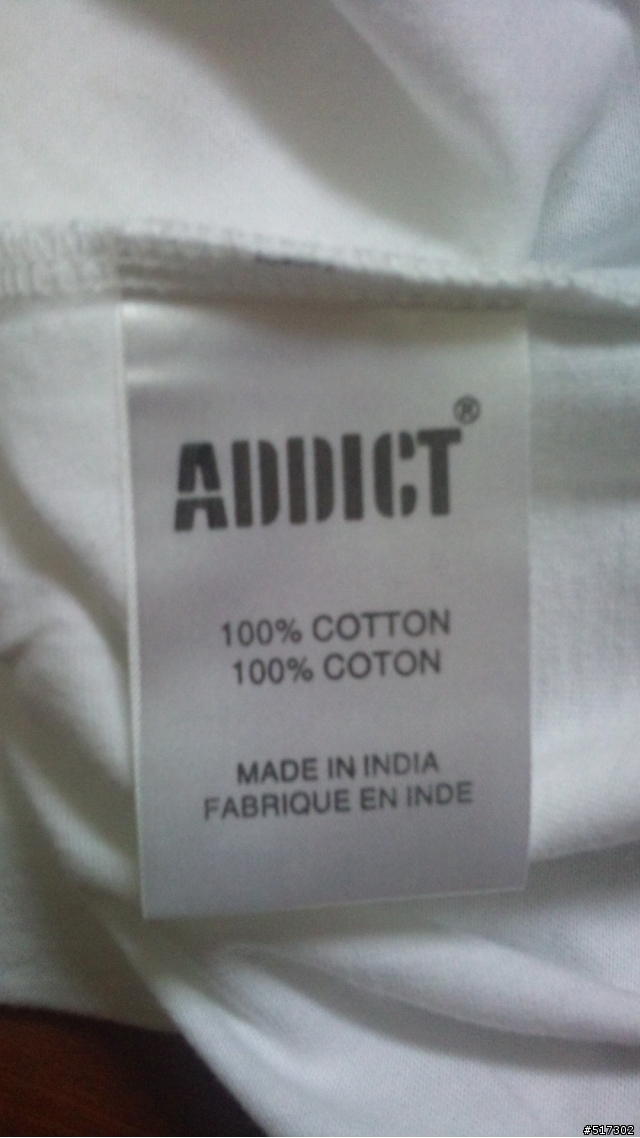 ADDICT®
100% COTTON
100% COTON
MADE IN INDIA
FABRIQUE EN INDE
#517302